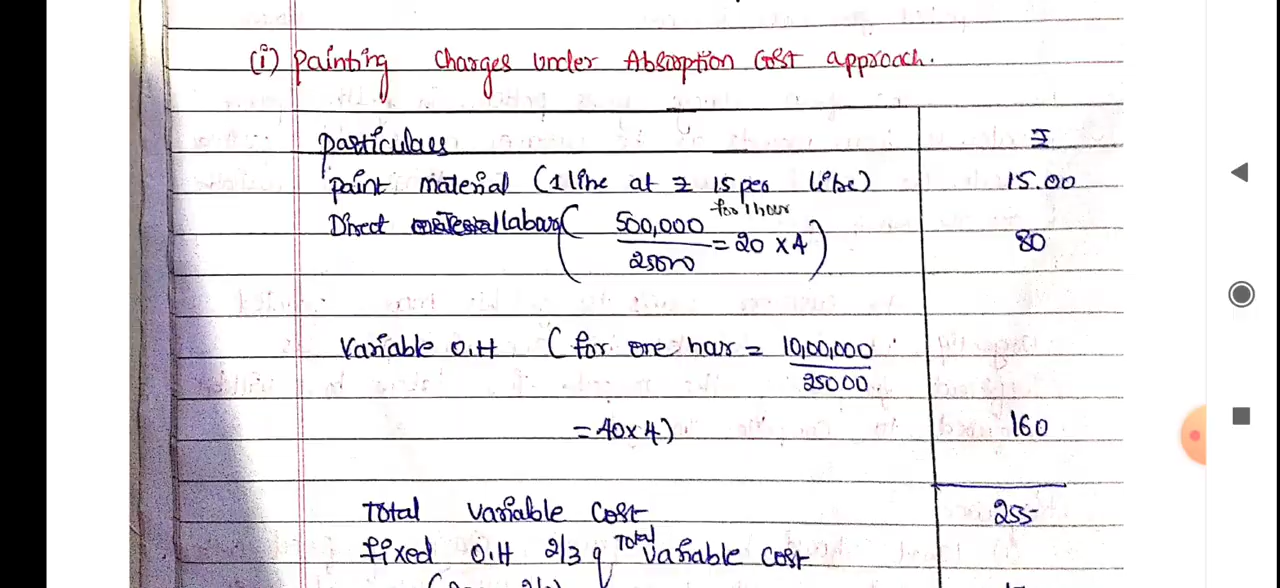 (i) Painting Charges under Absorption Cost approach.
Particulars ₹
Paint material (1 litre at ₹ 15 per litre) 15.00
for 1 hour
Direct labour ( 500,000 / 25000 = 20 × 4 ) 80
Variable O.H (for one hour = 10,00,000 / 25000
= 40 × 4) 160
Total Variable Cost 255
Fixed O.H 2/3 of Total Variable Cost